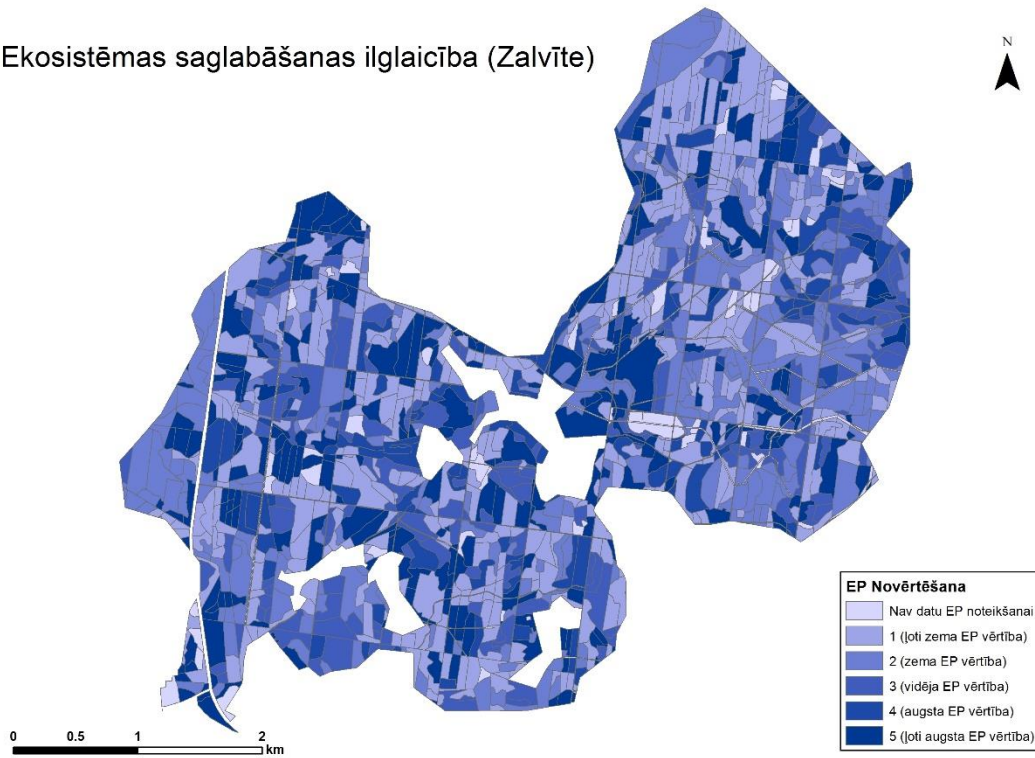 Ekosistēmas saglabāšanas ilglaicība (Zalvīte)
N
EP Novērtēšana
Nav datu EP noteikšanai
1 (ļoti zema EP vērtība)
2 (zema EP vērtība)
3 (vidēja EP vērtība)
4 (augsta EP vērtība)
5 (ļoti augsta EP vērtība)
0 0.5 1 2
km